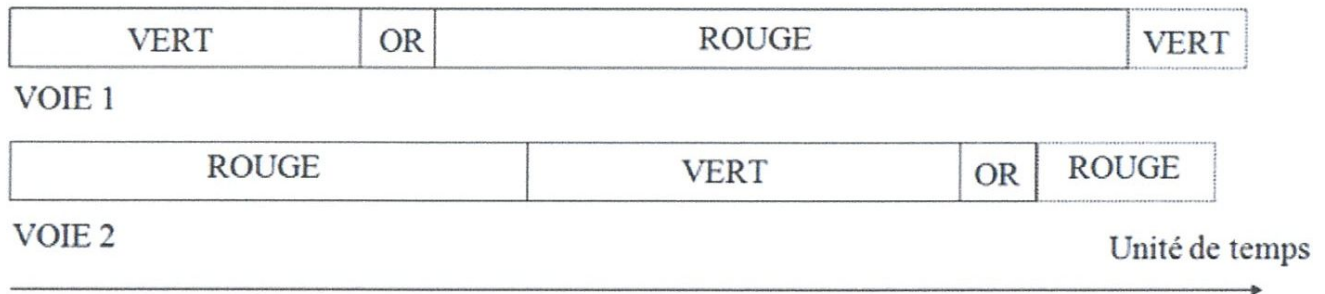 VERT OR ROUGE VERT
VOIE 1
ROUGE VERT OR ROUGE
VOIE 2
Unité de temps